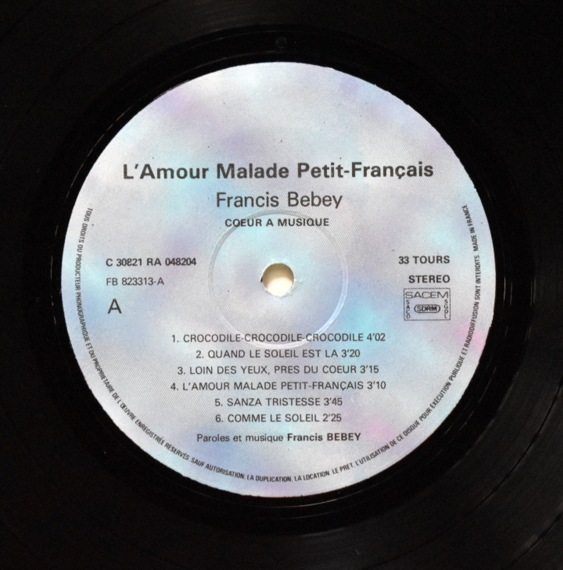 L'Amour Malade Petit-Français
Francis Bebey
COEUR A MUSIQUE
C 30821 RA 048204
FB 823313-A
A
33 TOURS
STEREO
SACEM
SACD SDRM SGDL
1. CROCODILE-CROCODILE-CROCODILE 4'02
2. QUAND LE SOLEIL EST LA 3'20
3. LOIN DES YEUX, PRES DU COEUR 3'15
4. L'AMOUR MALADE PETIT-FRANÇAIS 3'10
5. SANZA TRISTESSE 3'45
6. COMME LE SOLEIL 2'25
Paroles et musique Francis BEBEY
TOUS DROITS DU PRODUCTEUR PHONOGRAPHIQUE ET DU PROPRIETAIRE DE L'ŒUVRE ENREGISTREE RESERVES SAUF AUTORISATION, LA DUPLICATION, LA LOCATION, LE PRET, L'UTILISATION DE CE DISQUE POUR EXECUTION PUBLIQUE ET RADIODIFFUSION SONT INTERDITS. MADE IN FRANCE